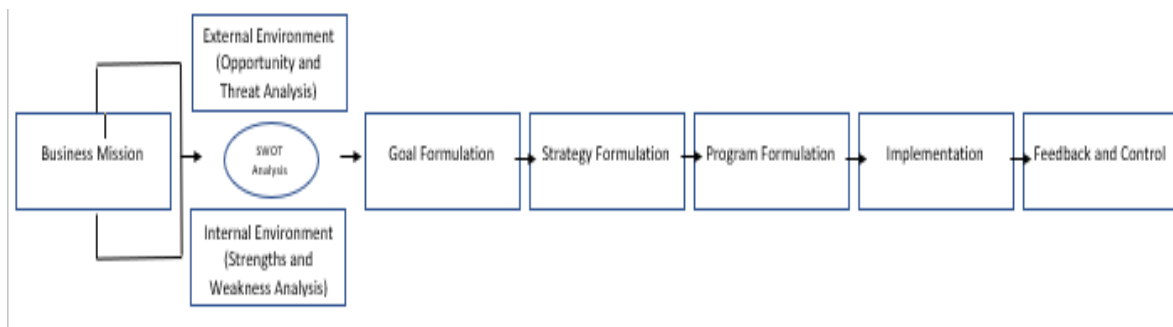 External Environment
(Opportunity and
Threat Analysis)
Business Mission
SWOT
Analysis
Goal Formulation
Strategy Formulation
Program Formulation
Implementation
Feedback and Control
Internal Environment
(Strengths and
Weakness Analysis)